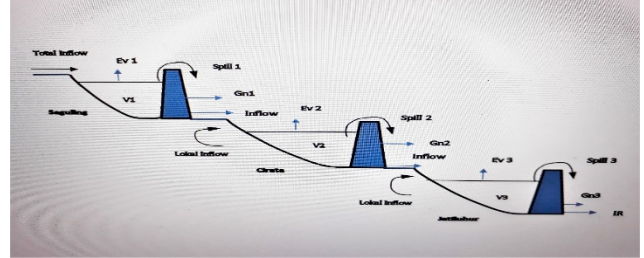 Total Inflow
Ev 1
Spill 1
V1
Gn1
Saguling
Inflow
Ev 2
Spill 2
Lokal Inflow
V2
Gn2
Inflow
Cirata
Ev 3
Spill 3
Lokal Inflow
V3
Gn3
Jatiluhur
IR